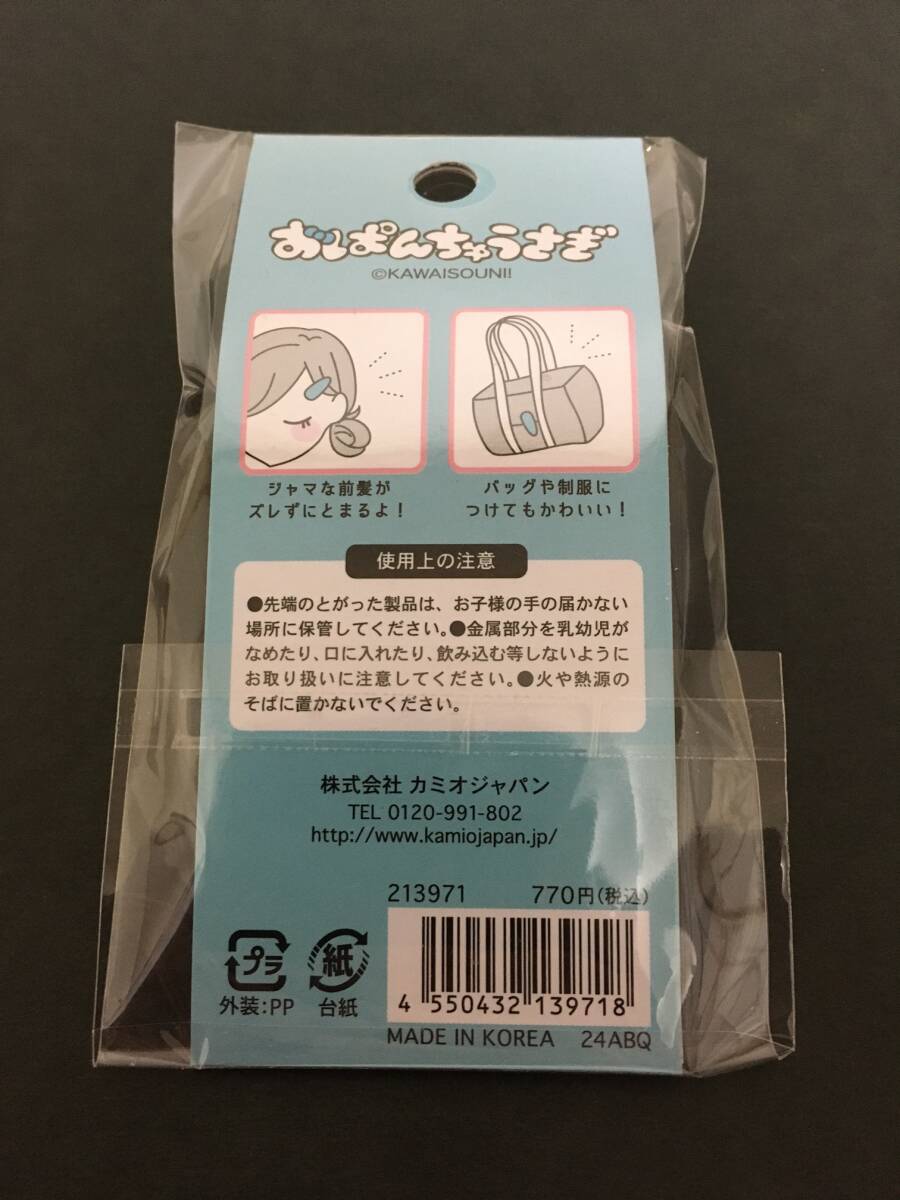 おぱんちゅうさぎ
©KAWAISOUNI!
ジャマな前髪が
ズレずにとまるよ！
バッグや制服に
つけてもかわいい！
使用上の注意
●先端のとがった製品は、お子様の手の届かない
場所に保管してください。●金属部分を乳幼児が
なめたり、口に入れたり、飲み込む等しないように
お取り扱いに注意してください。●火や熱源の
そばに置かないでください。
株式会社 カミオジャパン
TEL 0120-991-802
http://www.kamiojapan.jp/
213971 770円(税込)
プラ
外装:PP
紙
台紙
4 550432 139718
MADE IN KOREA 24ABQ